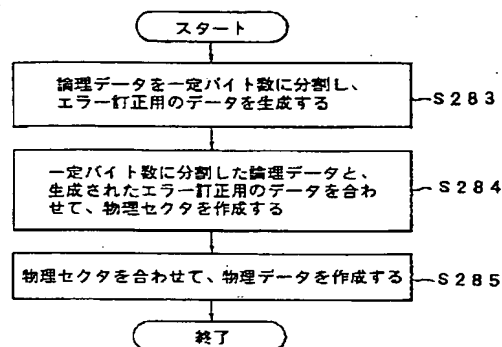 スタート
論理データを一定バイト数に分割し、
エラー訂正用のデータを生成する
S283
一定バイト数に分割した論理データと、
生成されたエラー訂正用のデータを合わ
せて、物理セクタを作成する
S284
物理セクタを合わせて、物理データを作成する
S285
終了